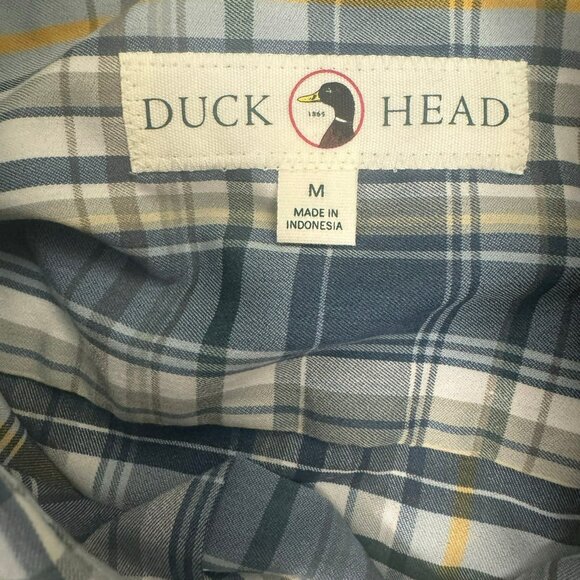 DUCK HEAD
1865
M
MADE IN
INDONESIA